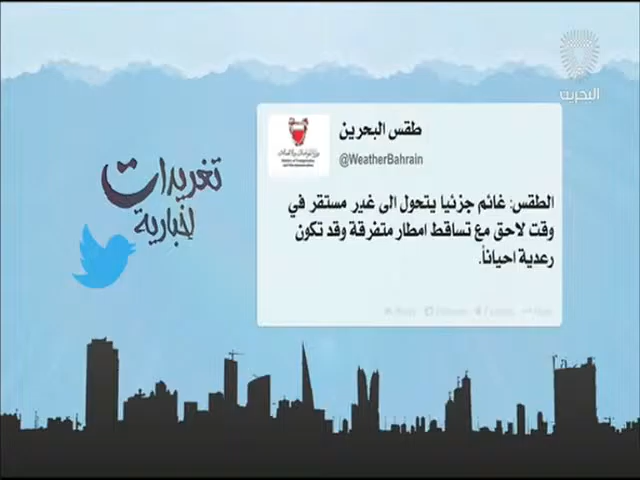 البحرين
تغريدات
إخبارية
طقس البحرين
@WeatherBahrain
الطقس: غائم جزئيا يتحول الى غير مستقر في
وقت لاحق مع تساقط امطار متفرقة وقد تكون
رعدية احياناً.